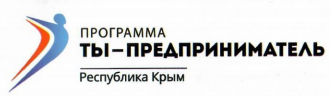 ПРОГРАММА
ТЫ–ПРЕДПРИНИМАТЕЛЬ
Республика Крым